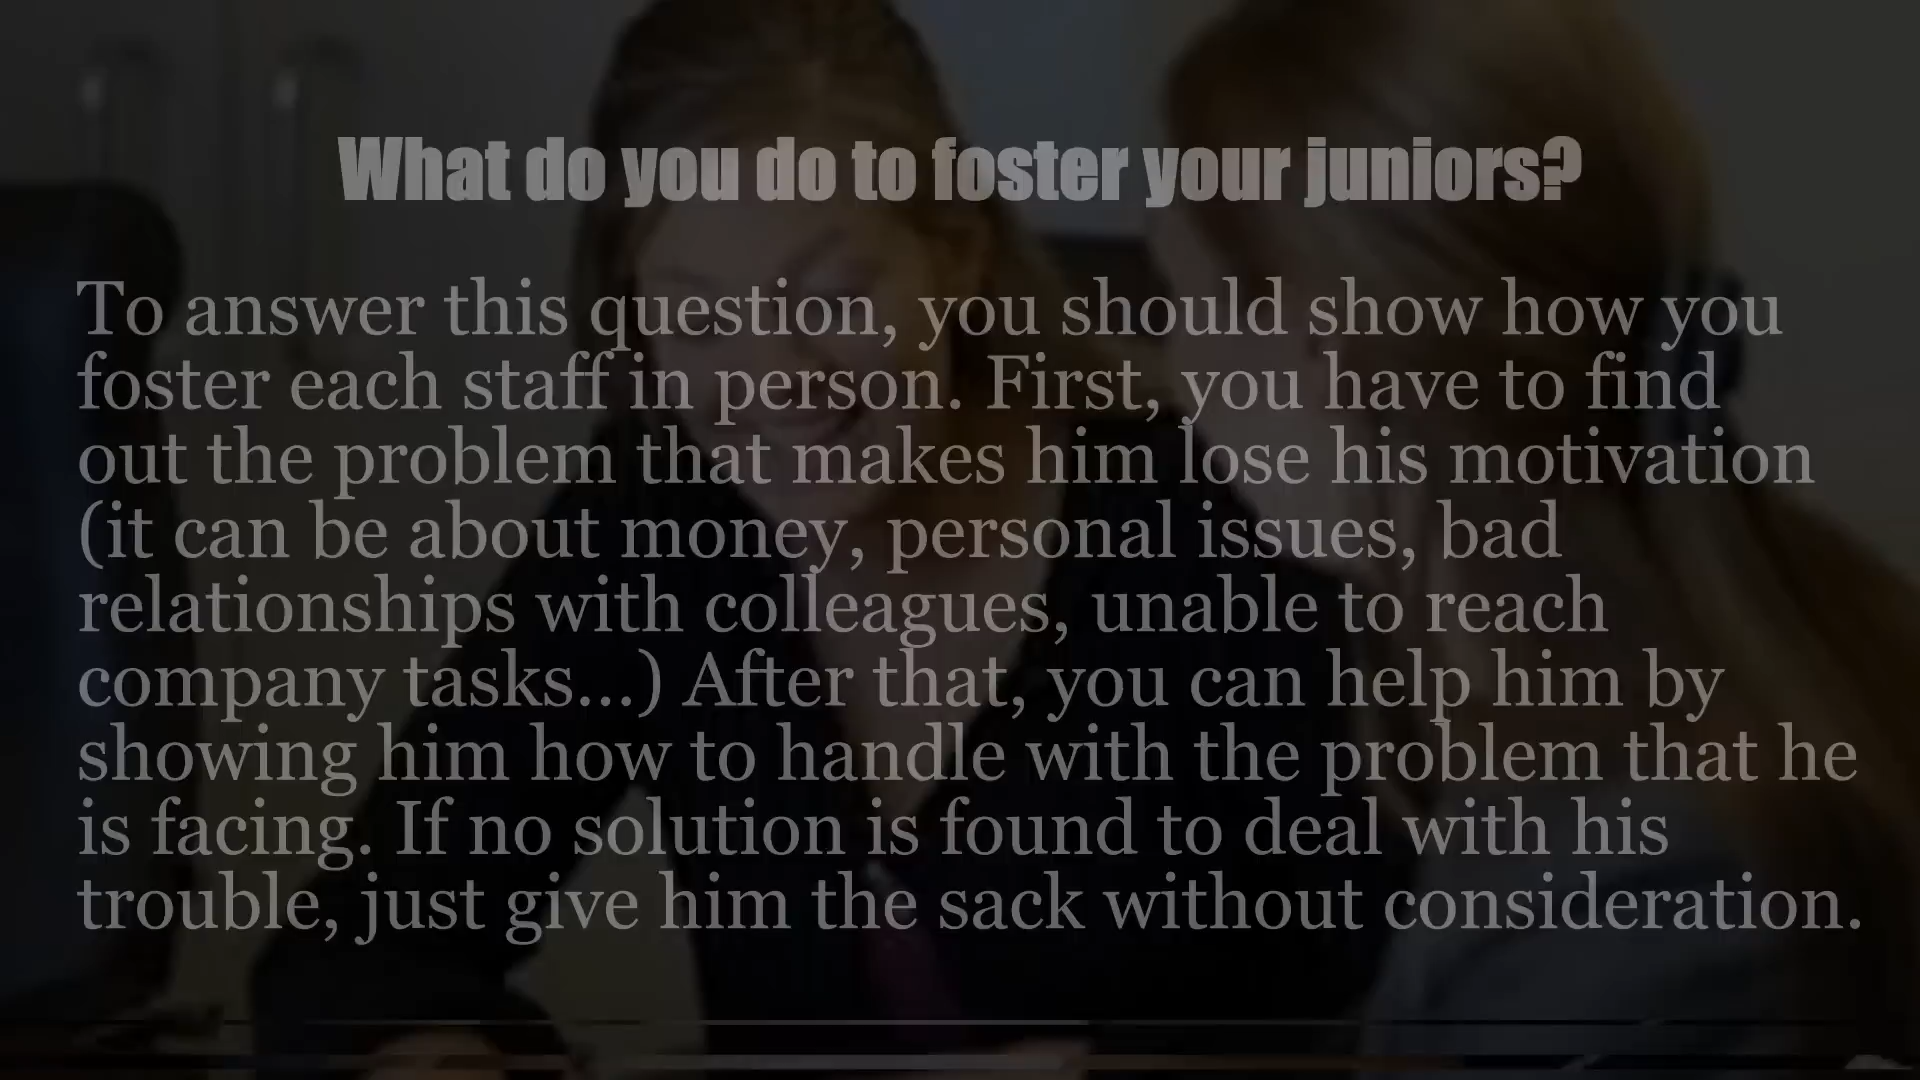 What do you do to foster your juniors?
To answer this question, you should show how you
foster each staff in person. First, you have to find
out the problem that makes him lose his motivation
(it can be about money, personal issues, bad
relationships with colleagues, unable to reach
company tasks...) After that, you can help him by
showing him how to handle with the problem that he
is facing. If no solution is found to deal with his
trouble, just give him the sack without consideration.